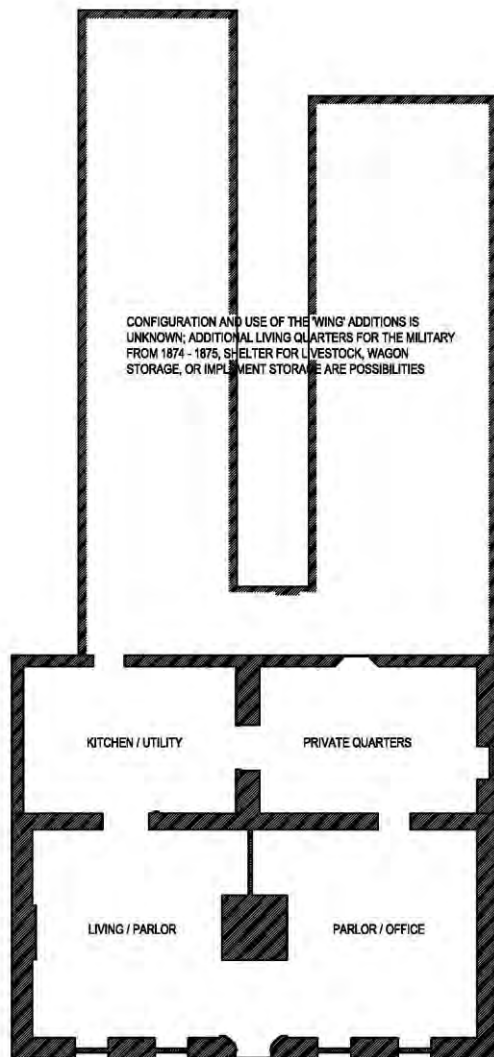 CONFIGURATION AND USE OF THE 'WING' ADDITIONS IS
UNKNOWN; ADDITIONAL LIVING QUARTERS FOR THE MILITARY
FROM 1874 - 1875, SHELTER FOR LIVESTOCK, WAGON
STORAGE, OR IMPLEMENT STORAGE ARE POSSIBILITIES
KITCHEN / UTILITY
PRIVATE QUARTERS
LIVING / PARLOR
PARLOR / OFFICE